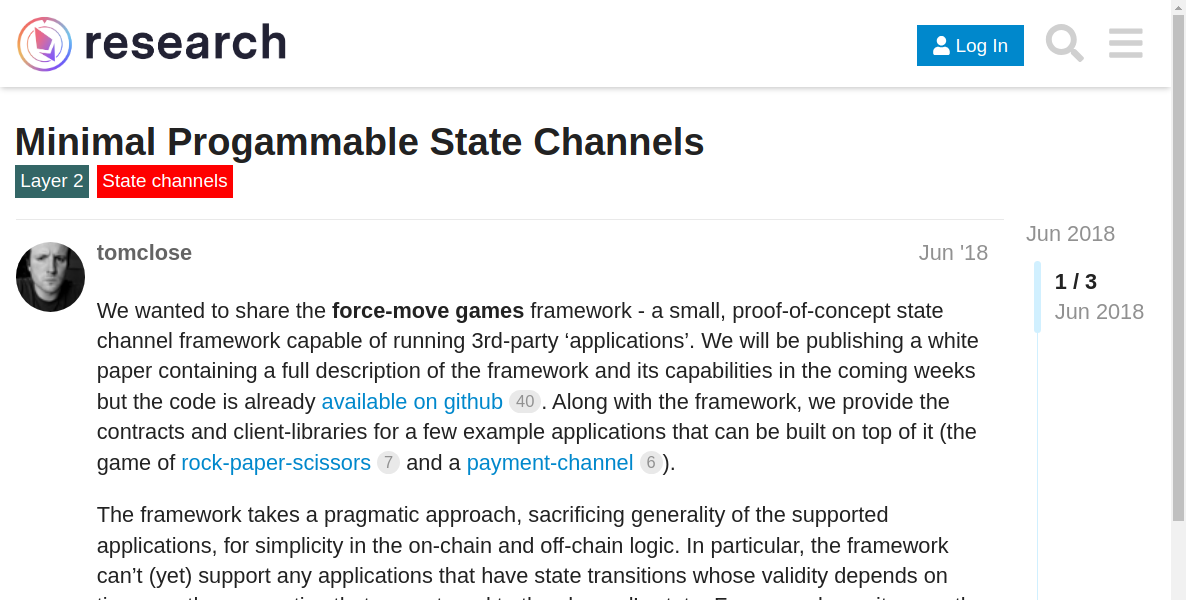 research
Log In
Minimal Progammable State Channels
Layer 2 State channels
Jun 2018
tomclose Jun '18
1 / 3
Jun 2018
We wanted to share the force-move games framework - a small, proof-of-concept state
channel framework capable of running 3rd-party ‘applications’. We will be publishing a white
paper containing a full description of the framework and its capabilities in the coming weeks
but the code is already available on github 40. Along with the framework, we provide the
contracts and client-libraries for a few example applications that can be built on top of it (the
game of rock-paper-scissors 7 and a payment-channel 6).
The framework takes a pragmatic approach, sacrificing generality of the supported
applications, for simplicity in the on-chain and off-chain logic. In particular, the framework
can’t (yet) support any applications that have state transitions whose validity depends on